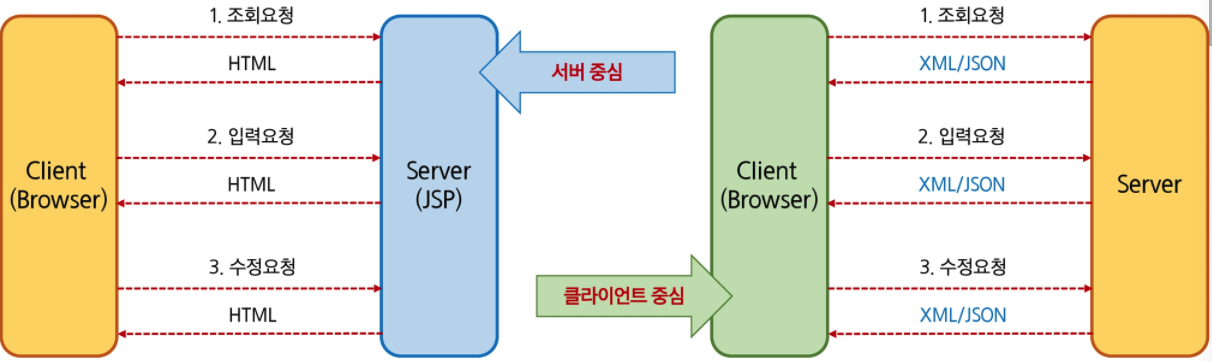 1. 조회요청
HTML
2. 입력요청
HTML
3. 수정요청
HTML
Client
(Browser)
Server
(JSP)
서버 중심
클라이언트 중심
1. 조회요청
XML/JSON
2. 입력요청
XML/JSON
3. 수정요청
XML/JSON
Client
(Browser)
Server